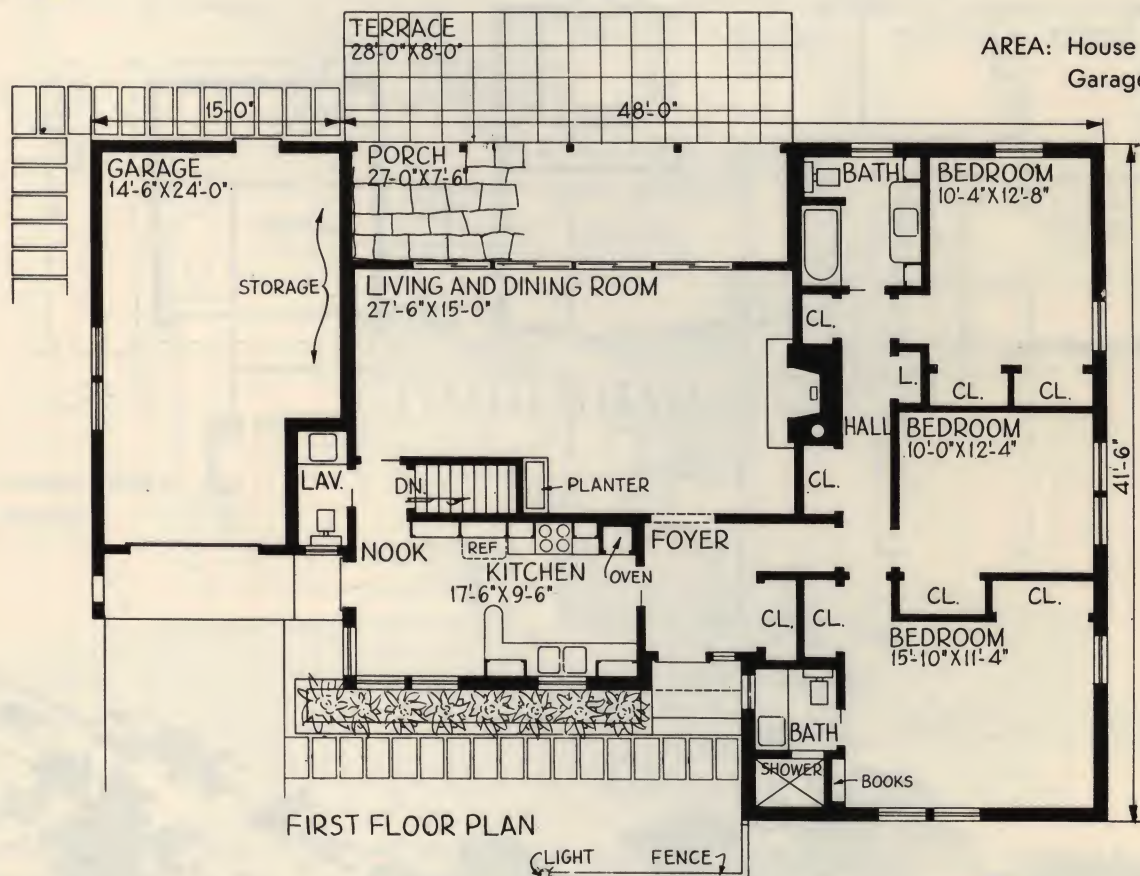 TERRACE
28'-0"X8'-0"
AREA: House
Garage
15'-0"
48'-0"
GARAGE
14'-6"X24'-0"
PORCH
27'-0"X7'-6"
BATH
BEDROOM
10'-4"X12'-8"
STORAGE
LIVING AND DINING ROOM
27'-6"X15'-0"
CL.
L.
CL.
CL.
HALL
BEDROOM
10'-0"X12'-4"
41'-6"
LAV.
DN.
PLANTER
CL.
NOOK
REF
KITCHEN
17'-6"X9'-6"
OVEN
FOYER
CL.
CL.
CL.
CL.
BEDROOM
15'-10"X11'-4"
BATH
SHOWER
BOOKS
FIRST FLOOR PLAN
LIGHT
FENCE